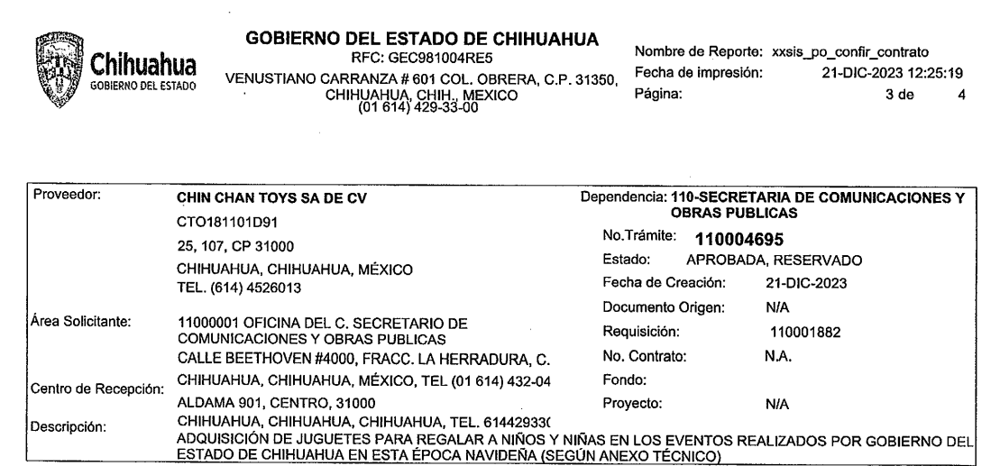 Chihuahua
GOBIERNO DEL ESTADO
GOBIERNO DEL ESTADO DE CHIHUAHUA
RFC: GEC981004RE5
VENUSTIANO CARRANZA # 601 COL. OBRERA, C.P. 31350,
CHIHUAHUA, CHIH., MEXICO
(01 614) 429-33-00
Nombre de Reporte: xxsis_po_confir_contrato
Fecha de impresión: 21-DIC-2023 12:25:19
Página: 3 de 4
Proveedor: CHIN CHAN TOYS SA DE CV
CTO181101D91
25, 107, CP 31000
CHIHUAHUA, CHIHUAHUA, MÉXICO
TEL. (614) 4526013
Área Solicitante: 11000001 OFICINA DEL C. SECRETARIO DE
COMUNICACIONES Y OBRAS PUBLICAS
CALLE BEETHOVEN #4000, FRACC. LA HERRADURA, C.
CHIHUAHUA, CHIHUAHUA, MÉXICO, TEL (01 614) 432-04
Centro de Recepción:
ALDAMA 901, CENTRO, 31000
CHIHUAHUA, CHIHUAHUA, CHIHUAHUA, TEL. 61442933(
Dependencia: 110-SECRETARIA DE COMUNICACIONES Y
OBRAS PUBLICAS
No.Trámite: 110004695
Estado: APROBADA, RESERVADO
Fecha de Creación: 21-DIC-2023
Documento Origen: N/A
Requisición: 110001882
No. Contrato: N.A.
Fondo:
Proyecto: N/A
Descripción: ADQUISICIÓN DE JUGUETES PARA REGALAR A NIÑOS Y NIÑAS EN LOS EVENTOS REALIZADOS POR GOBIERNO DEL
ESTADO DE CHIHUAHUA EN ESTA ÉPOCA NAVIDEÑA (SEGÚN ANEXO TÉCNICO)